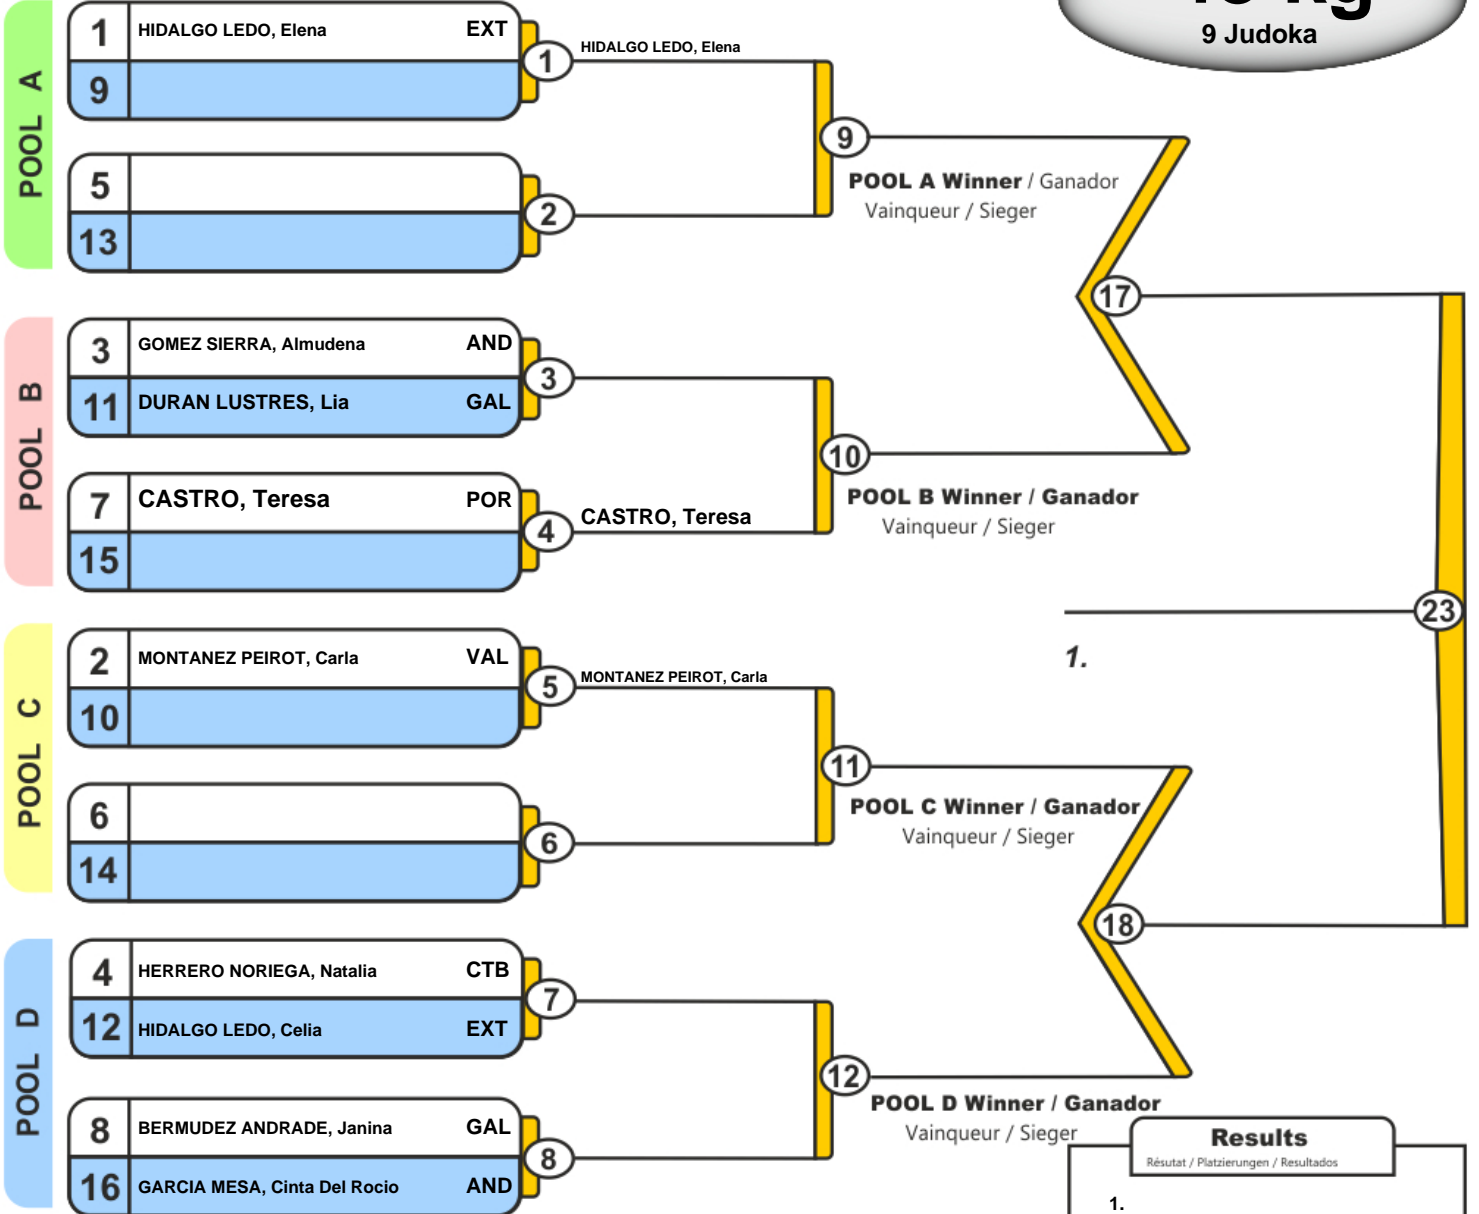 kg
9 Judoka
POOL A
1 HIDALGO LEDO, Elena EXT
9
1
HIDALGO LEDO, Elena
5
13
2
9
POOL A Winner / Ganador
Vainqueur / Sieger
17
POOL B
3 GOMEZ SIERRA, Almudena AND
11 DURAN LUSTRES, Lia GAL
3
7 CASTRO, Teresa POR
15
4
CASTRO, Teresa
10
POOL B Winner / Ganador
Vainqueur / Sieger
23
1.
POOL C
2 MONTANEZ PEIROT, Carla VAL
10
5
MONTANEZ PEIROT, Carla
6
14
6
11
POOL C Winner / Ganador
Vainqueur / Sieger
18
POOL D
4 HERRERO NORIEGA, Natalia CTB
12 HIDALGO LEDO, Celia EXT
7
8 BERMUDEZ ANDRADE, Janina GAL
16 GARCIA MESA, Cinta Del Rocio AND
8
12
POOL D Winner / Ganador
Vainqueur / Sieger
Results
Résutat / Platzierungen / Resultados
1.